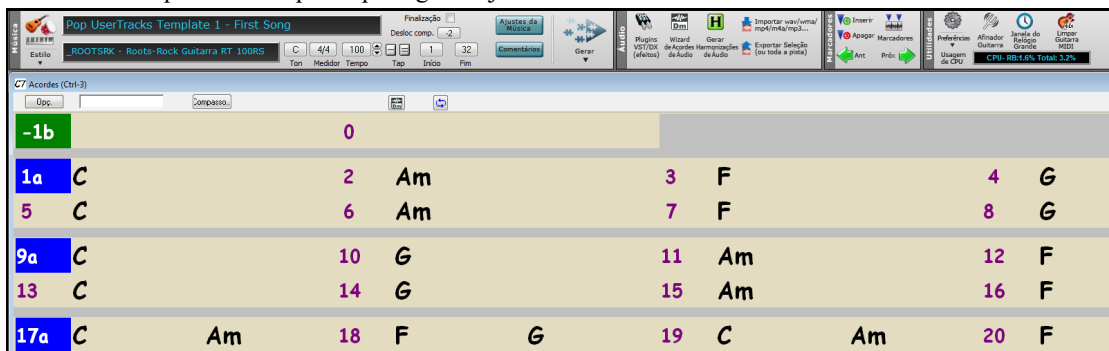 Música
Estilo
Pop UserTracks Template 1 - First Song
_ROOTSRK - Roots-Rock Guitarra RT 100RS
Finalização
Desloc comp. -2
C 4/4 100 1 32
Ton Medidor Tempo Tap Início Fim
Ajustes da Música
Comentários
Gerar
Áudio
Plugins VST/DX (efeitos)
Wizard de Acordes de Audio
Gerar Harmonizações de Audio
Importar wav/wma/mp4/m4a/mp3...
Exportar Seleção (ou toda a pista)
Marcadores
Inserir
Apagar
Marcadores
Ant
Próx
Utilidades
Preferências
Afinador Guitarra
Janela do Relógio Grande
Limpar Guitarra MIDI
Usagem de CPU
CPU- RB:1.6% Total: 3.2%
C7 Acordes (Ctrl-3)
Opç. Compasso..
-1b 0
1a C 2 Am 3 F 4 G
5 C 6 Am 7 F 8 G
9a C 10 G 11 Am 12 F
13 C 14 G 15 Am 16 F
17a C Am 18 F G 19 C Am 20 F